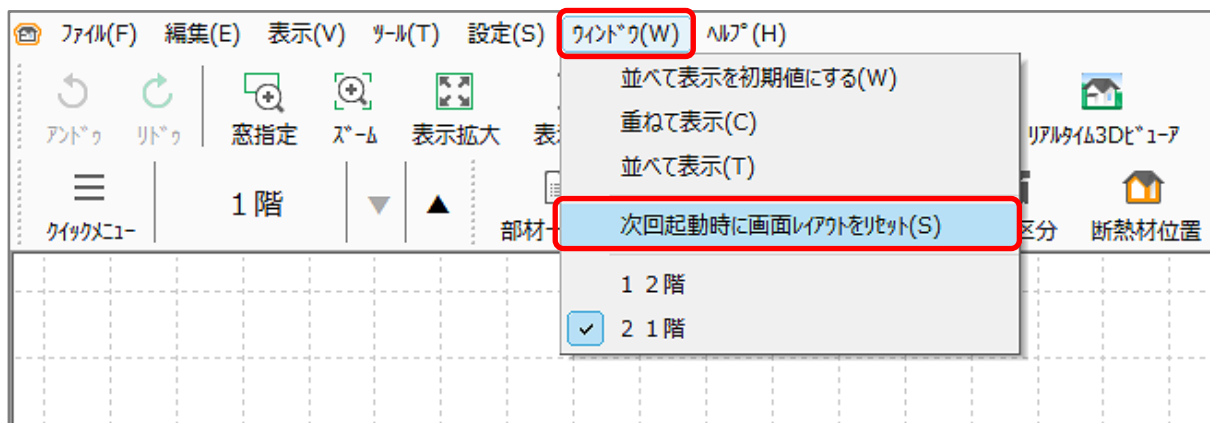 ﾌｧｲﾙ(F) 編集(E) 表示(V) ﾂｰﾙ(T) 設定(S) ｳｨﾝﾄﾞｳ(W) ﾍﾙﾌﾟ(H)
ｱﾝﾄﾞｩ ﾘﾄﾞｩ 窓指定 ｽﾞｰﾑ 表示拡大 ﾘｱﾙﾀｲﾑ3Dﾋﾞｭｰｱ
並べて表示を初期値にする(W)
重ねて表示(C)
並べて表示(T)
次回起動時に画面ﾚｲｱｳﾄをﾘｾｯﾄ(S)
1 2階
2 1階
ｸｲｯｸﾒﾆｭｰ 1階 部材 区分 断熱材位置